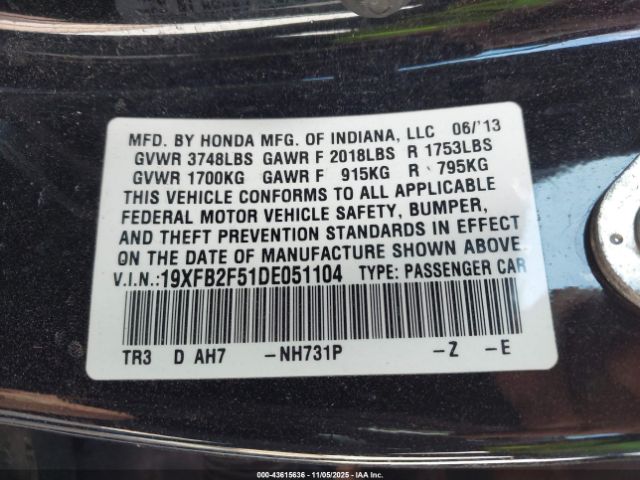 MFD. BY HONDA MFG. OF INDIANA, LLC 06/'13
GVWR 3748LBS GAWR F 2018LBS R 1753LBS
GVWR 1700KG GAWR F 915KG R 795KG
THIS VEHICLE CONFORMS TO ALL APPLICABLE
FEDERAL MOTOR VEHICLE SAFETY, BUMPER,
AND THEFT PREVENTION STANDARDS IN EFFECT
ON THE DATE OF MANUFACTURE SHOWN ABOVE.
V.I.N.:19XFB2F51DE051104 TYPE: PASSENGER CAR
TR3 D AH7 -NH731P -Z -E
000-43615636 - 11/05/2025 - IAA Inc.